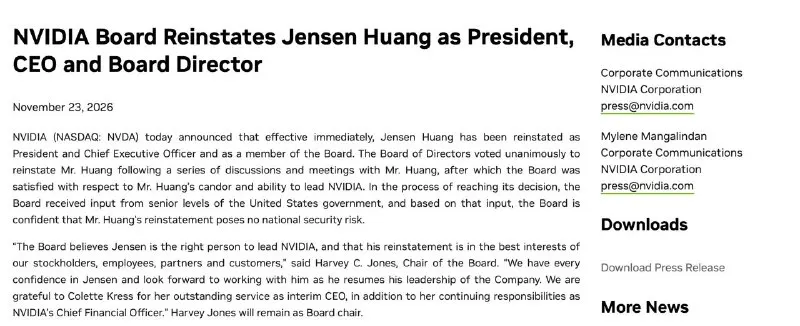 NVIDIA Board Reinstates Jensen Huang as President,
CEO and Board Director
November 23, 2026
NVIDIA (NASDAQ: NVDA) today announced that effective immediately, Jensen Huang has been reinstated as
President and Chief Executive Officer and as a member of the Board. The Board of Directors voted unanimously to
reinstate Mr. Huang following a series of discussions and meetings with Mr. Huang, after which the Board was
satisfied with respect to Mr. Huang's candor and ability to lead NVIDIA. In the process of reaching its decision, the
Board received input from senior levels of the United States government, and based on that input, the Board is
confident that Mr. Huang's reinstatement poses no national security risk.
"The Board believes Jensen is the right person to lead NVIDIA, and that his reinstatement is in the best interests of
our stockholders, employees, partners and customers," said Harvey C. Jones, Chair of the Board. "We have every
confidence in Jensen and look forward to working with him as he resumes his leadership of the Company. We are
grateful to Colette Kress for her outstanding service as interim CEO, in addition to her continuing responsibilities as
NVIDIA's Chief Financial Officer." Harvey Jones will remain as Board chair.
Media Contacts
Corporate Communications
NVIDIA Corporation
press@nvidia.com
Mylene Mangalindan
Corporate Communications
NVIDIA Corporation
press@nvidia.com
Downloads
Download Press Release
More News